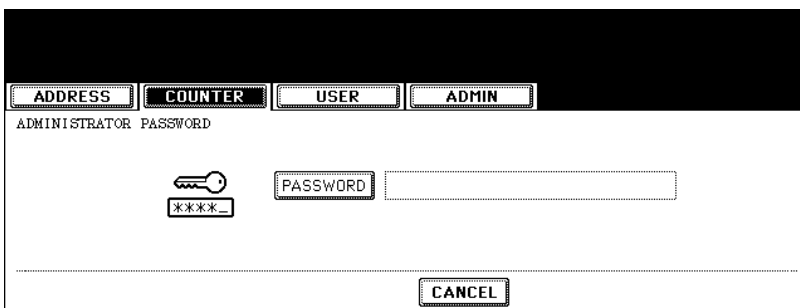 ADDRESS COUNTER USER ADMIN
ADMINISTRATOR PASSWORD
PASSWORD
****_
CANCEL